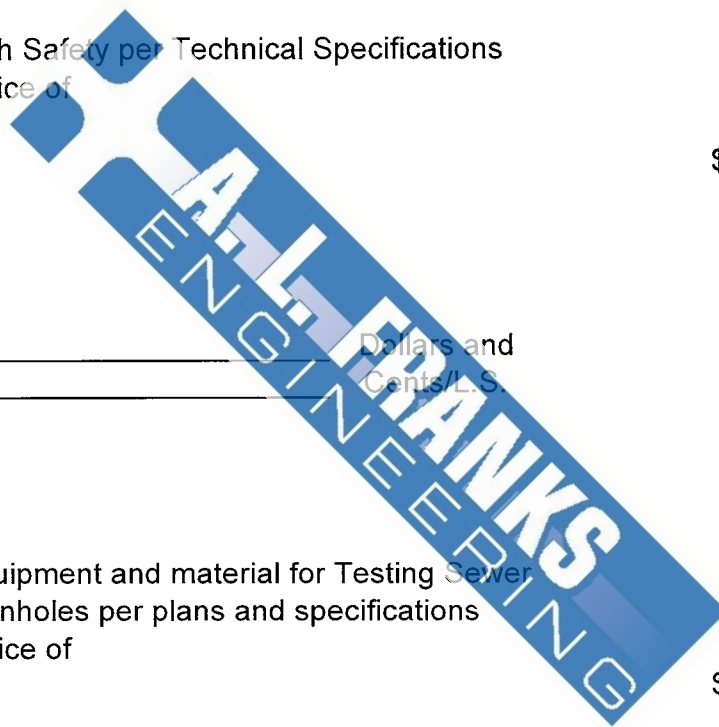 h Safety per Technical Specifications
ice of
$
A. L. FRANKS
ENGINEERING
Dollars and
Cents/L.S.
uipment and material for Testing Sewer
nholes per plans and specifications
ice of
$